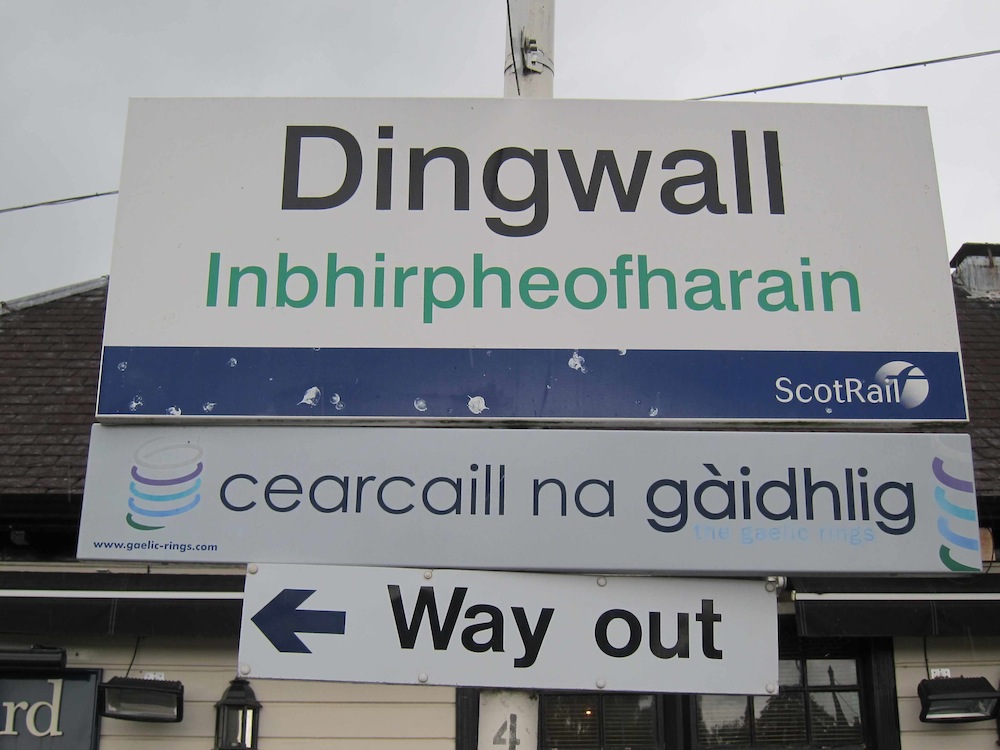 Dingwall
Inbhirpheofharain
ScotRail
cearcaill na gàidhlig
the gaelic rings
www.gaelic-rings.com
Way out
rd
4